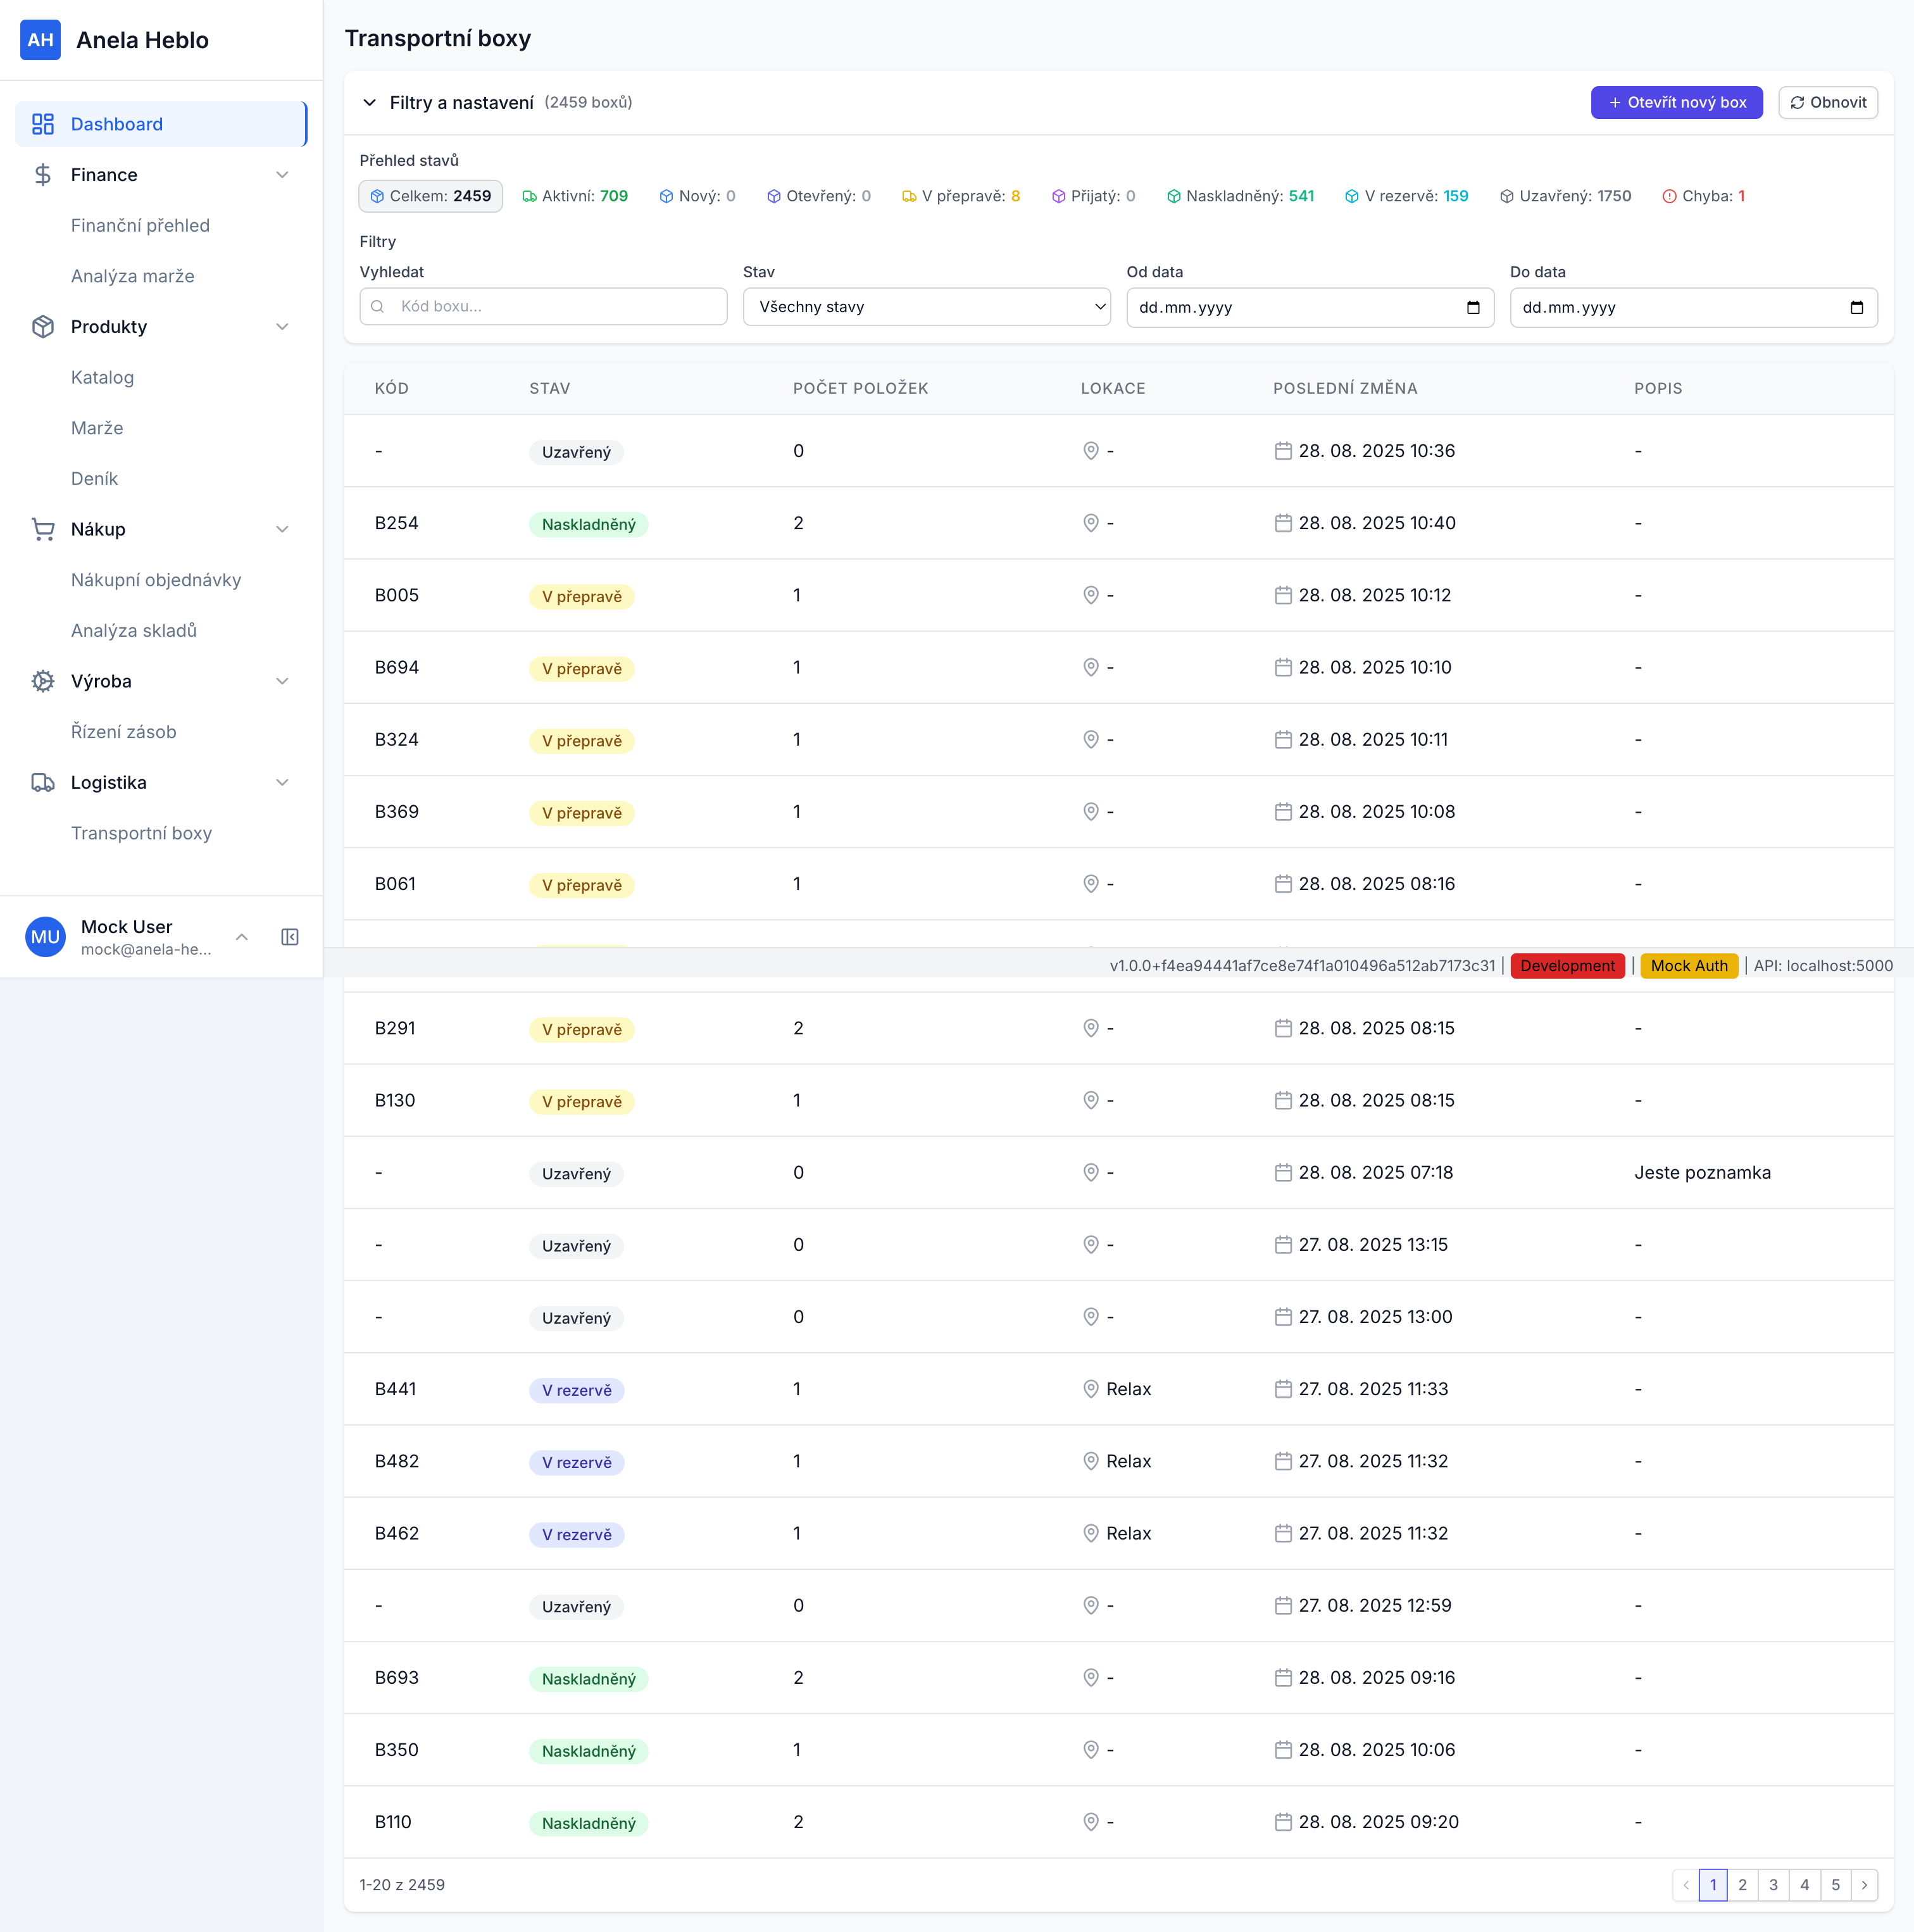 AH Anela Heblo
Dashboard
Finance
Finanční přehled
Analýza marže
Produkty
Katalog
Marže
Deník
Nákup
Nákupní objednávky
Analýza skladů
Výroba
Řízení zásob
Logistika
Transportní boxy
MU Mock User
mock@anela-he...
Transportní boxy
Filtry a nastavení (2459 boxů) + Otevřít nový box Obnovit
Přehled stavů
Celkem: 2459 Aktivní: 709 Nový: 0 Otevřený: 0 V přepravě: 8 Přijatý: 0 Naskladněný: 541 V rezervě: 159 Uzavřený: 1750 Chyba: 1
Filtry
Vyhledat Stav Od data Do data
Kód boxu... Všechny stavy dd.mm.yyyy dd.mm.yyyy
KÓD STAV POČET POLOŽEK LOKACE POSLEDNÍ ZMĚNA POPIS
- Uzavřený 0 - 28. 08. 2025 10:36 -
B254 Naskladněný 2 - 28. 08. 2025 10:40 -
B005 V přepravě 1 - 28. 08. 2025 10:12 -
B694 V přepravě 1 - 28. 08. 2025 10:10 -
B324 V přepravě 1 - 28. 08. 2025 10:11 -
B369 V přepravě 1 - 28. 08. 2025 10:08 -
B061 V přepravě 1 - 28. 08. 2025 08:16 -
v1.0.0+f4ea94441af7ce8e74f1a010496a512ab7173c31 | Development | Mock Auth | API: localhost:5000
B291 V přepravě 2 - 28. 08. 2025 08:15 -
B130 V přepravě 1 - 28. 08. 2025 08:15 -
- Uzavřený 0 - 28. 08. 2025 07:18 Jeste poznamka
- Uzavřený 0 - 27. 08. 2025 13:15 -
- Uzavřený 0 - 27. 08. 2025 13:00 -
B441 V rezervě 1 Relax 27. 08. 2025 11:33 -
B482 V rezervě 1 Relax 27. 08. 2025 11:32 -
B462 V rezervě 1 Relax 27. 08. 2025 11:32 -
- Uzavřený 0 - 27. 08. 2025 12:59 -
B693 Naskladněný 2 - 28. 08. 2025 09:16 -
B350 Naskladněný 1 - 28. 08. 2025 10:06 -
B110 Naskladněný 2 - 28. 08. 2025 09:20 -
1-20 z 2459 1 2 3 4 5